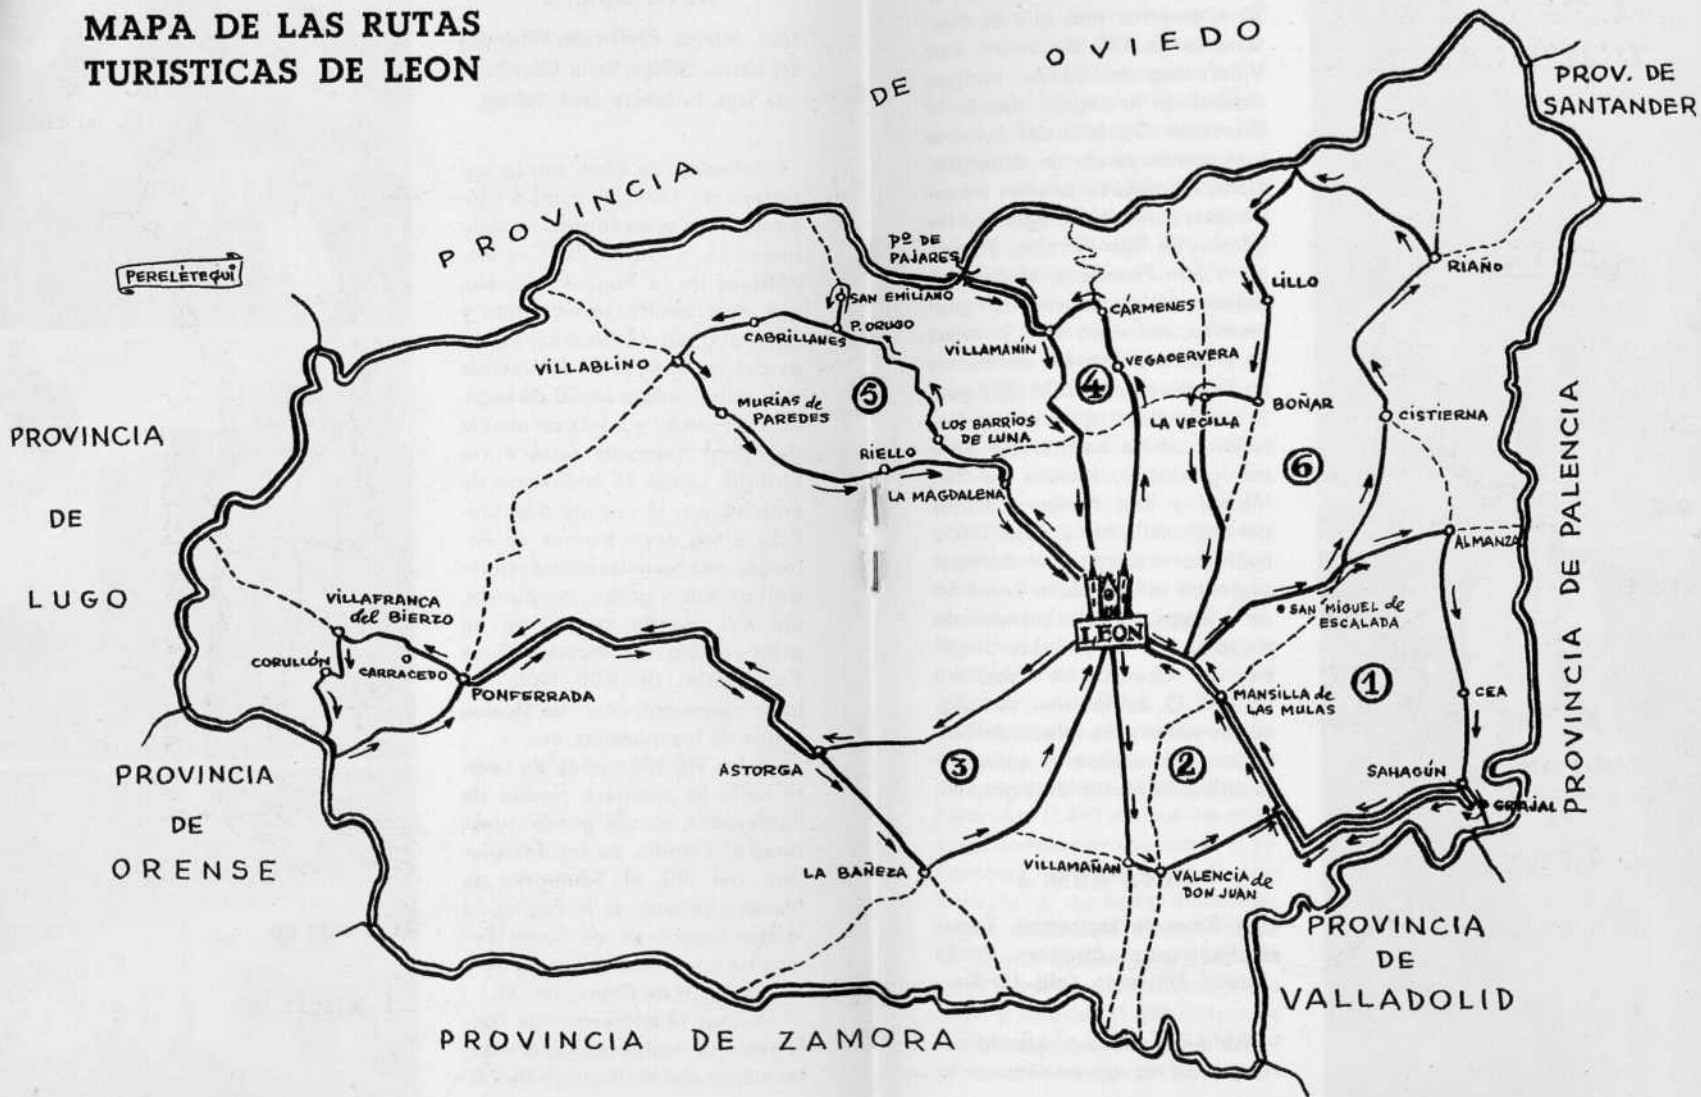 MAPA DE LAS RUTAS
TURISTICAS DE LEON
PROVINCIA DE OVIEDO
PROV. DE
SANTANDER
PERELÉTEGUI
Pº DE
PAJARES
SAN EMILIANO
P. ORUGO
CABRILLANES
VILLABLINO
MURIAS de
PAREDES
5
LOS BARRIOS
DE LUNA
RIELLO
LA MAGDALENA
VILLAMANÍN
CÁRMENES
VEGACERVERA
4
LA VECILLA
BOÑAR
LILLO
RIAÑO
CISTIERNA
6
ALMANZA
PROVINCIA DE PALENCIA
PROVINCIA
DE
LUGO
VILLAFRANCA
del BIERZO
CORULLÓN
CARRACEDO
PONFERRADA
LEON
SAN MIGUEL de
ESCALADA
MANSILLA de
LAS MULAS
1
CEA
SAHAGÚN
GRAJAL
PROVINCIA
DE
ORENSE
ASTORGA
3
2
LA BAÑEZA
VILLAMAÑAN
VALENCIA de
DON JUAN
PROVINCIA
DE
VALLADOLID
PROVINCIA DE ZAMORA